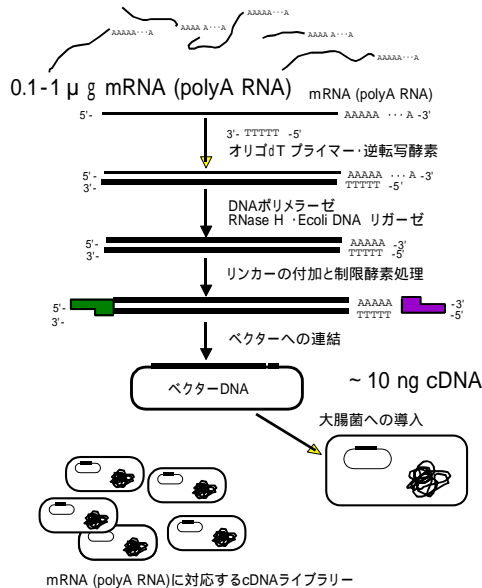 AAAAA･･･A
AAAAA･･･A
AAAA A･･･A
AAAA･･･A
AAAAA･･･A
0.1-1μg mRNA (polyA RNA)
mRNA (polyA RNA)
5'- AAAAA ･･･A -3'
3'- TTTTT -5'
オリゴdT プライマー・逆転写酵素
5'- AAAAA ･･･A -3'
3'- TTTTT -5'
DNAポリメラーゼ
RNase H ・Ecoli DNA リガーゼ
5'- AAAAA -3'
3'- TTTTT -5'
リンカーの付加と制限酵素処理
5'- AAAAA -3'
3'- TTTTT -5'
ベクターへの連結
ベクターDNA
~ 10 ng cDNA
大腸菌への導入
mRNA (polyA RNA)に対応するcDNAライブラリー